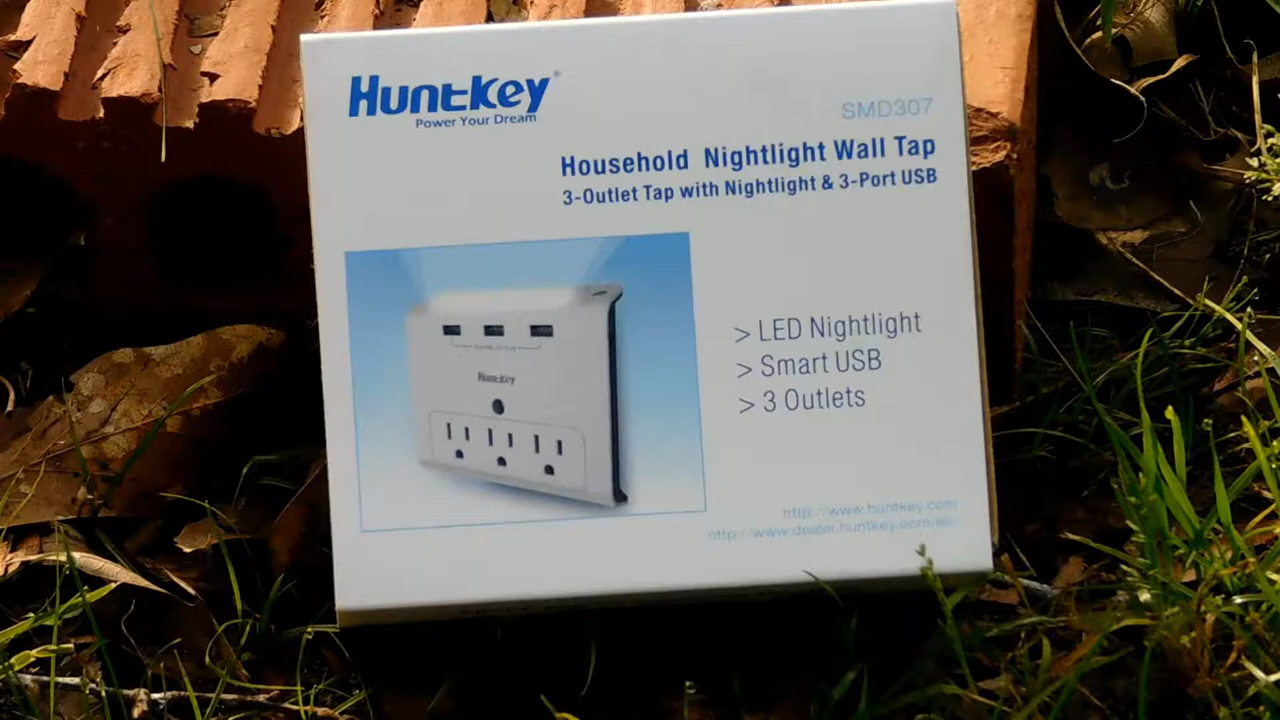 Huntkey®
Power Your Dream
SMD307
Household Nightlight Wall Tap
3-Outlet Tap with Nightlight & 3-Port USB
Huntkey
> LED Nightlight
> Smart USB
> 3 Outlets
http://www.huntkey.com